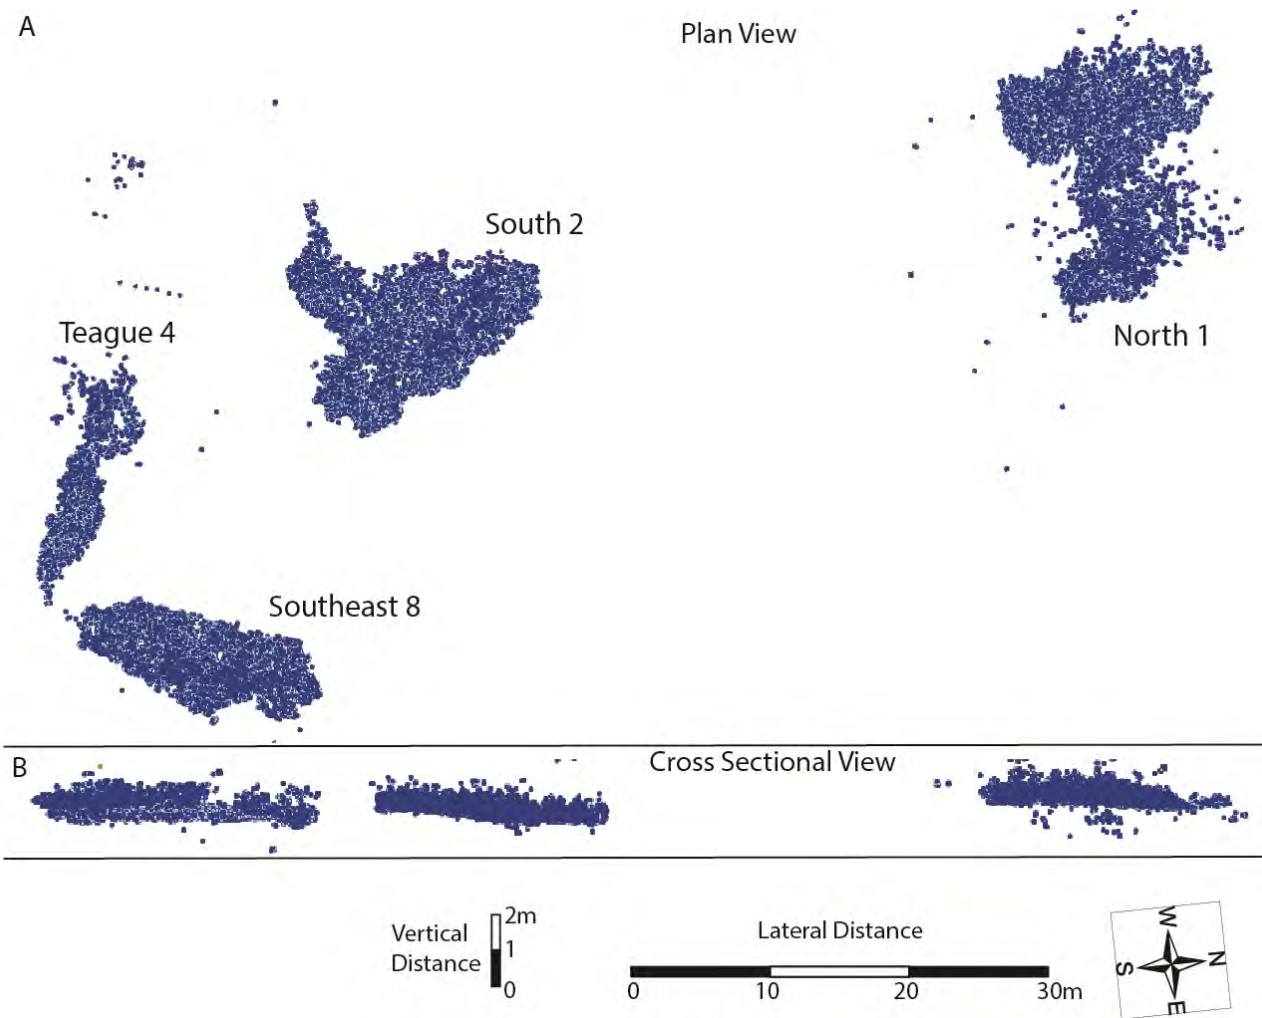 A
Plan View
South 2
Teague 4
North 1
Southeast 8
B
Cross Sectional View
Vertical
Distance
2m
1
0
Lateral Distance
0 10 20 30m
W
N
S
E